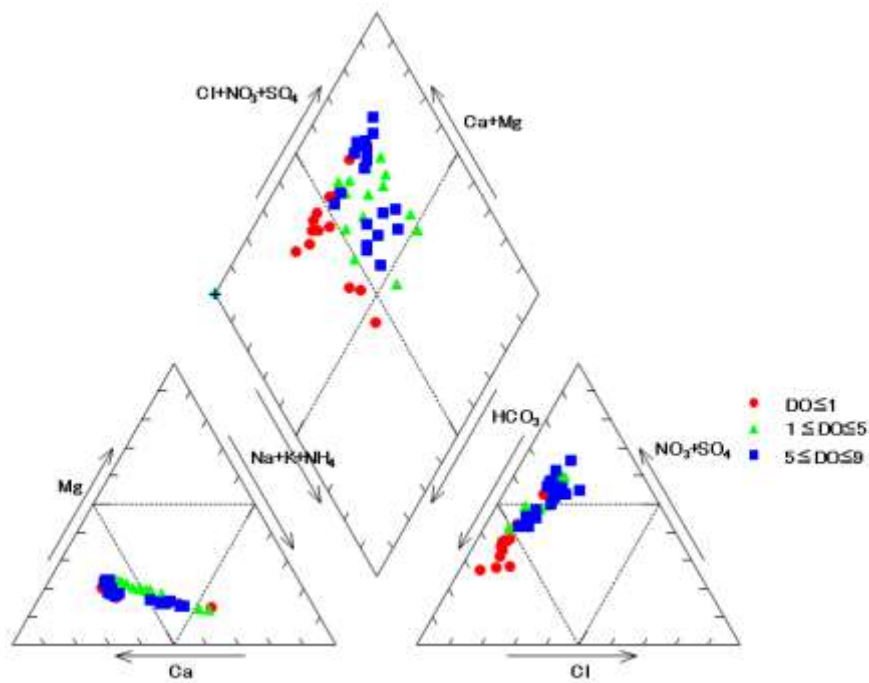 Cl+NO₃+SO₄
Ca+Mg
HCO₃
DO≦1
1≦DO≦5
5≦DO≦9
NO₃+SO₄
Na+K+NH₄
Mg
Ca
Cl